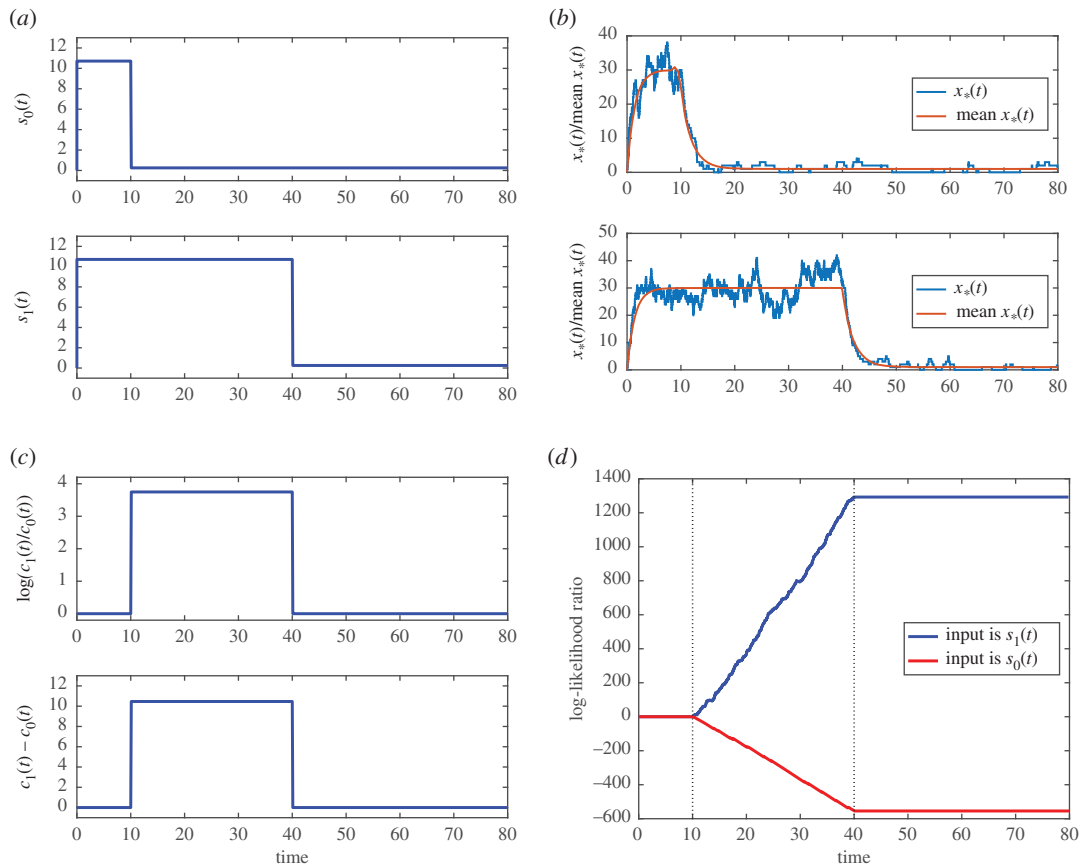 (a)
12
10
8
6
4
2
0
s0(t)
0 10 20 30 40 50 60 70 80
12
10
8
6
4
2
0
s1(t)
0 10 20 30 40 50 60 70 80
(b)
40
30
20
10
0
x*(t)/mean x*(t)
x*(t)
mean x*(t)
0 10 20 30 40 50 60 70 80
50
40
30
20
10
0
x*(t)/mean x*(t)
x*(t)
mean x*(t)
0 10 20 30 40 50 60 70 80
(c)
4
3
2
1
0
log(c1(t)/c0(t))
0 10 20 30 40 50 60 70 80
12
10
8
6
4
2
0
c1(t) – c0(t)
0 10 20 30 40 50 60 70 80
time
(d)
1400
1200
1000
800
600
400
200
0
–200
–400
–600
log-likelihood ratio
input is s1(t)
input is s0(t)
0 10 20 30 40 50 60 70 80
time